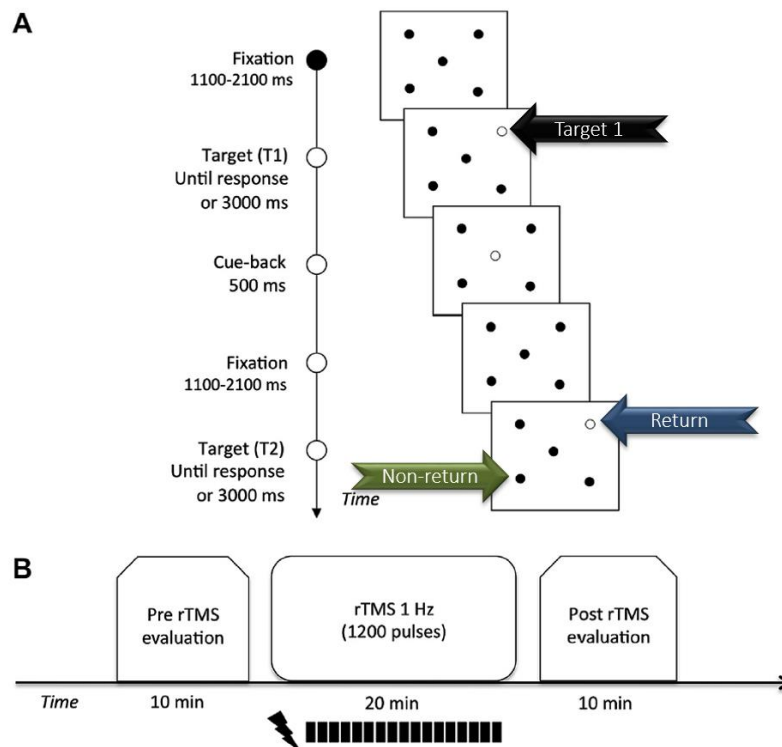 A
Fixation
1100-2100 ms
Target 1
Target (T1)
Until response
or 3000 ms
Cue-back
500 ms
Fixation
1100-2100 ms
Return
Target (T2)
Until response
or 3000 ms
Non-return
Time
B
Pre rTMS
evaluation
rTMS 1 Hz
(1200 pulses)
Post rTMS
evaluation
Time
10 min
20 min
10 min